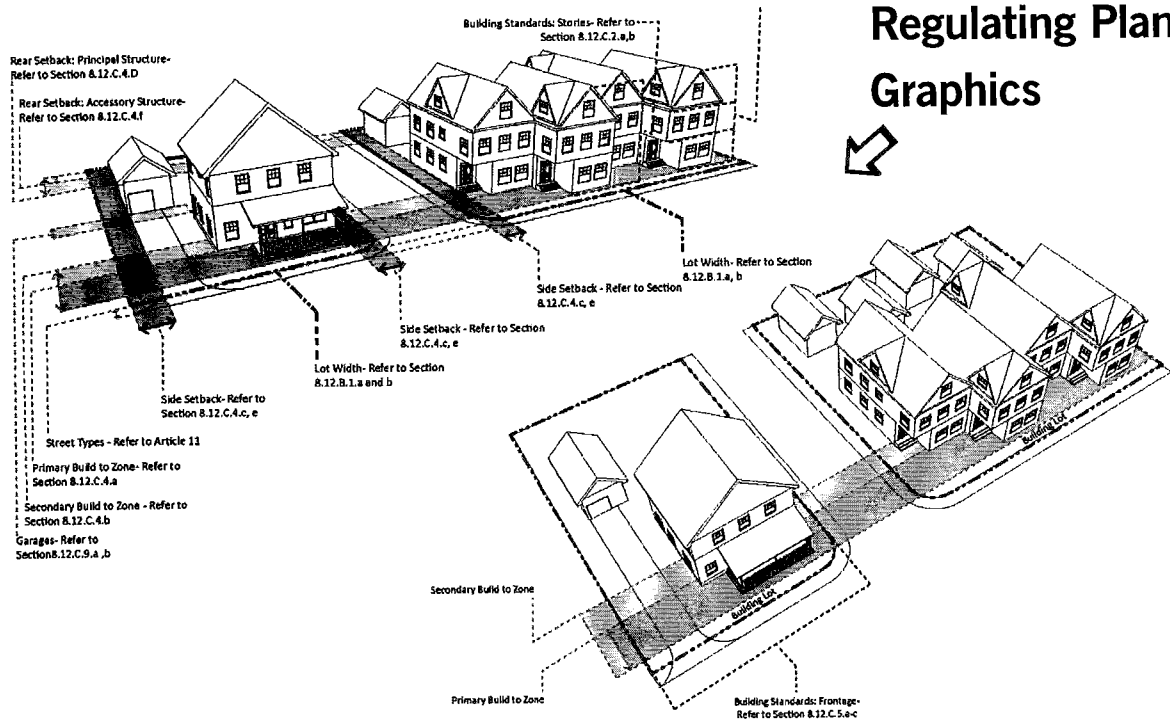 Regulating Plan
Graphics
Building Standards: Stories- Refer to
Section 8.12.C.2.a,b
Rear Setback: Principal Structure-
Refer to Section 8.12.C.4.D
Rear Setback: Accessory Structure-
Refer to Section 8.12.C.4.f
Lot Width- Refer to Section
8.12.B.1.a, b
Side Setback - Refer to Section
8.12.C.4.c, e
Side Setback - Refer to Section
8.12.C.4.c, e
Lot Width- Refer to Section
8.12.B.1.a and b
Side Setback- Refer to
Section 8.12.C.4.c, e
Street Types - Refer to Article 11
Primary Build to Zone- Refer to
Section 8.12.C.4.a
Secondary Build to Zone - Refer to
Section 8.12.C.4.b
Garages- Refer to
Section8.12.C.9.a ,b
Building Lot
Building Lot
Secondary Build to Zone
Primary Build to Zone
Building Standards: Frontage-
Refer to Section 8.12.C.5.a-c